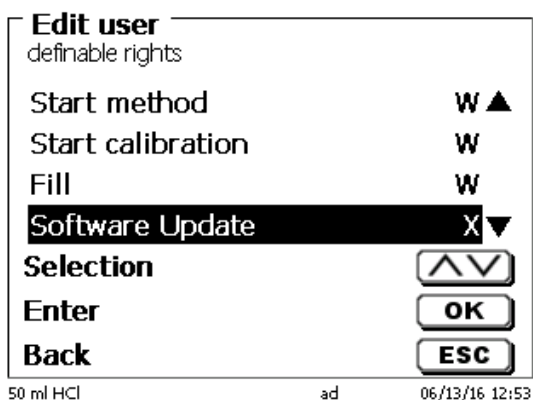 Edit user
definable rights
Start method W
Start calibration W
Fill W
Software Update X
Selection
Enter OK
Back ESC
50 ml HCl ad 06/13/16 12:53